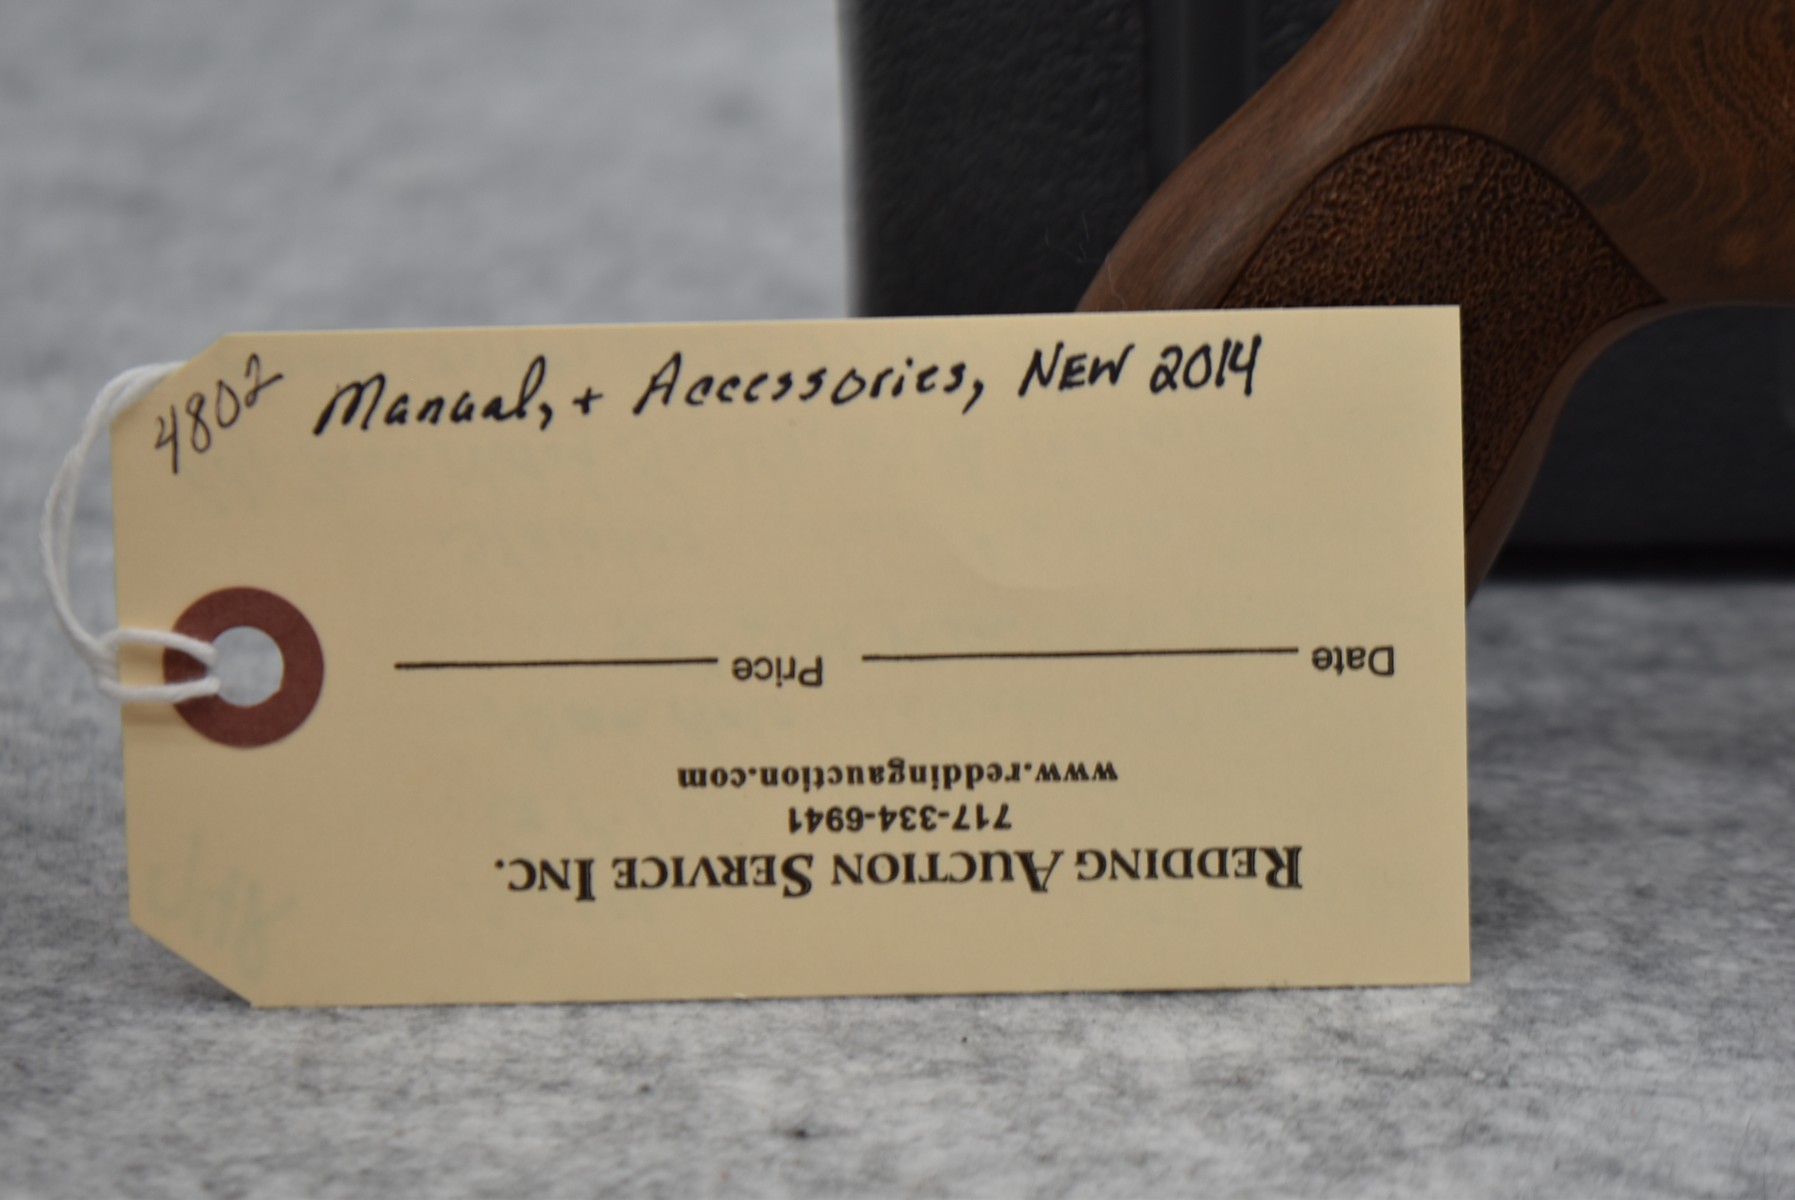 4802 Manual, + Accessories, NEW 2014
REDDING AUCTION SERVICE INC.
717-334-6941
www.reddingauction.com
Date Price